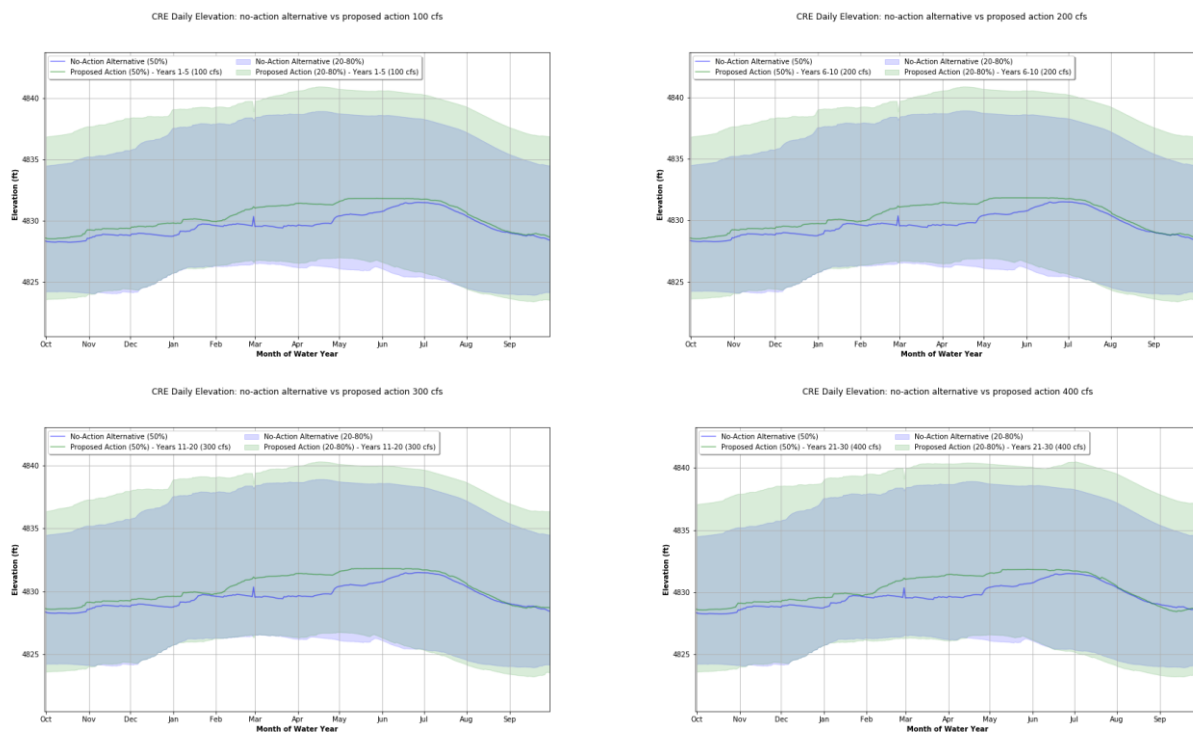 CRE Daily Elevation: no-action alternative vs proposed action 100 cfs
No-Action Alternative (50%)
Proposed Action (50%) - Years 1-5 (100 cfs)
No-Action Alternative (20-80%)
Proposed Action (20-80%) - Years 1-5 (100 cfs)
4840
4835
4830
4825
Elevation (ft)
Oct Nov Dec Jan Feb Mar Apr May Jun Jul Aug Sep
Month of Water Year
CRE Daily Elevation: no-action alternative vs proposed action 200 cfs
No-Action Alternative (50%)
Proposed Action (50%) - Years 6-10 (200 cfs)
No-Action Alternative (20-80%)
Proposed Action (20-80%) - Years 6-10 (200 cfs)
4840
4835
4830
4825
Elevation (ft)
Oct Nov Dec Jan Feb Mar Apr May Jun Jul Aug Sep
Month of Water Year
CRE Daily Elevation: no-action alternative vs proposed action 300 cfs
No-Action Alternative (50%)
Proposed Action (50%) - Years 11-20 (300 cfs)
No-Action Alternative (20-80%)
Proposed Action (20-80%) - Years 11-20 (300 cfs)
4840
4835
4830
4825
Elevation (ft)
Oct Nov Dec Jan Feb Mar Apr May Jun Jul Aug Sep
Month of Water Year
CRE Daily Elevation: no-action alternative vs proposed action 400 cfs
No-Action Alternative (50%)
Proposed Action (50%) - Years 21-30 (400 cfs)
No-Action Alternative (20-80%)
Proposed Action (20-80%) - Years 21-30 (400 cfs)
4840
4835
4830
4825
Elevation (ft)
Oct Nov Dec Jan Feb Mar Apr May Jun Jul Aug Sep
Month of Water Year